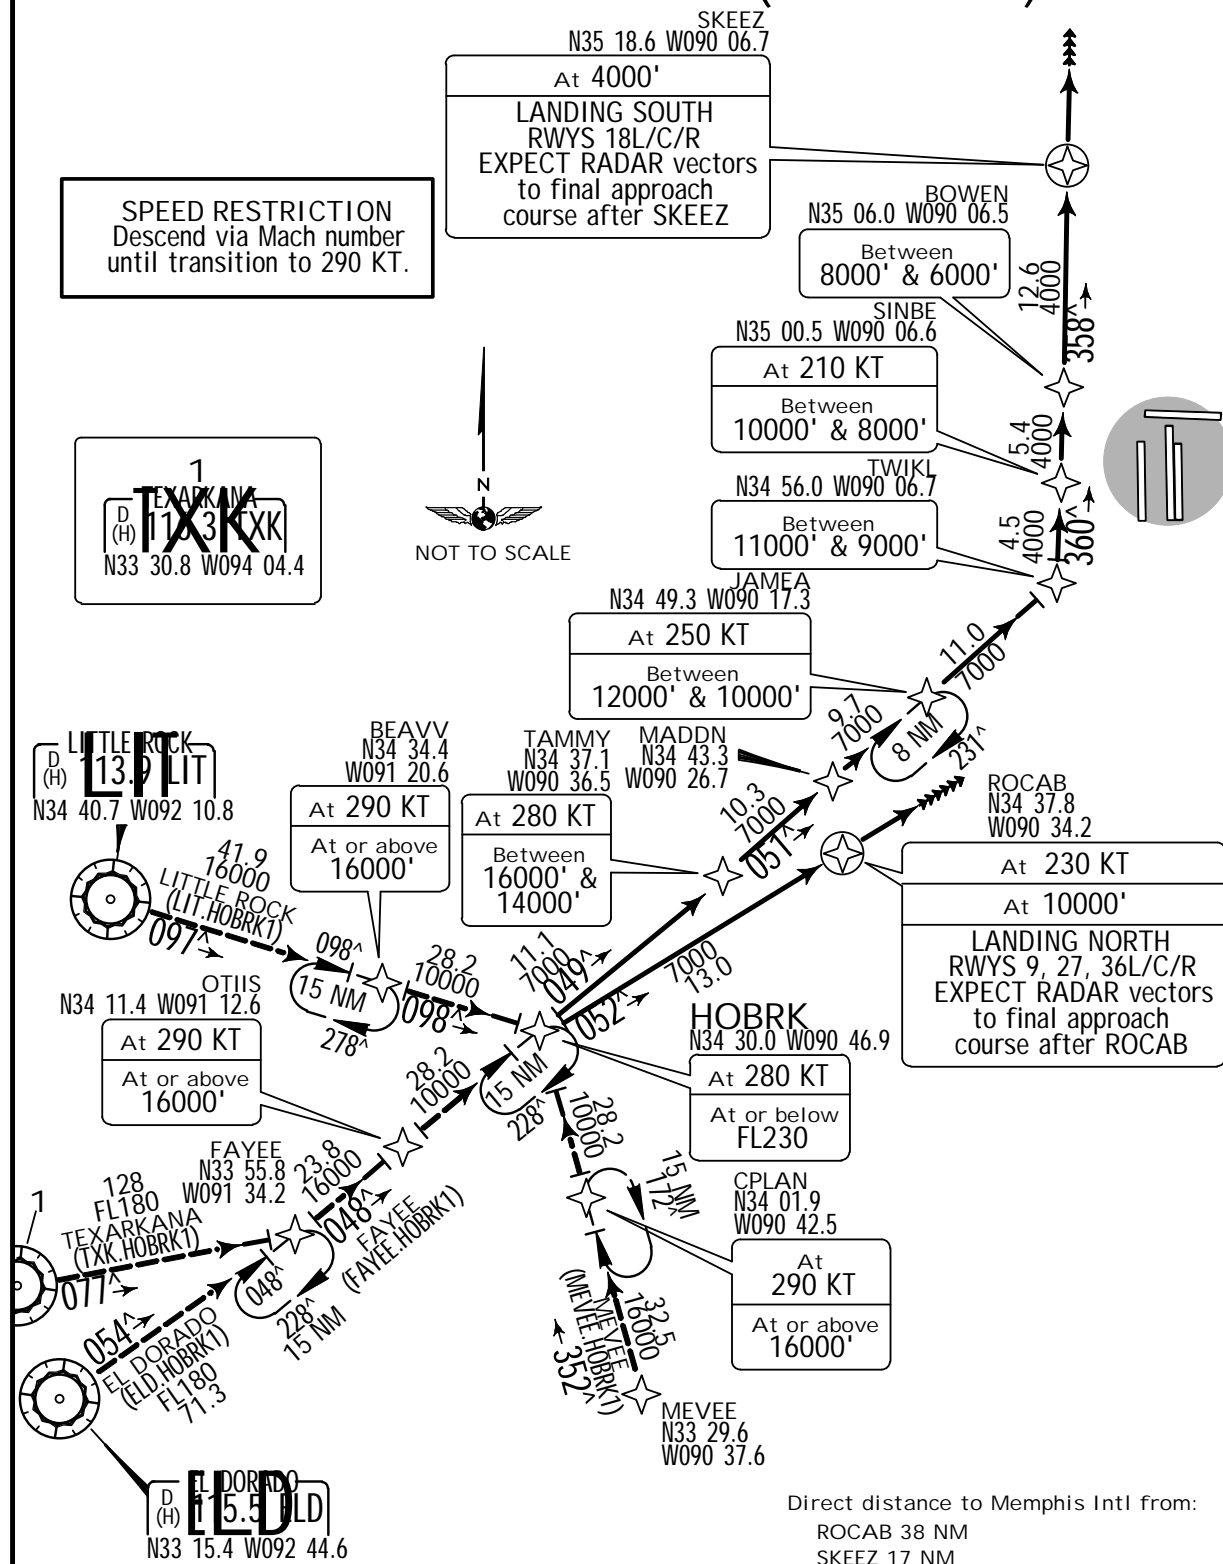 SKEEZ
N35 18.6 W090 06.7
At 4000'
LANDING SOUTH
RWYS 18L/C/R
EXPECT RADAR vectors
to final approach
course after SKEEZ
SPEED RESTRICTION
Descend via Mach number
until transition to 290 KT.
BOWEN
N35 06.0 W090 06.5
Between
8000' & 6000'
12.6
4000
358^
SINBE
N35 00.5 W090 06.6
At 210 KT
Between
10000' & 8000'
5.4
4000
TWIKL
N34 56.0 W090 06.7
Between
11000' & 9000'
4.5
4000
360^
1
TEXARKANA
D
(H)
TXK
N33 30.8 W094 04.4
N
NOT TO SCALE
JAMEA
N34 49.3 W090 17.3
At 250 KT
Between
12000' & 10000'
11.0
7000
9.7
7000
8 NM
231^
LITTLE ROCK
D
(H)
113.9 LIT
LIT
N34 40.7 W092 10.8
BEAVV
N34 34.4
W091 20.6
At 290 KT
At or above
16000'
TAMMY
N34 37.1
W090 36.5
At 280 KT
Between
16000' &
14000'
MADDN
N34 43.3
W090 26.7
10.3
7000
051^
ROCAB
N34 37.8
W090 34.2
At 230 KT
At 10000'
LANDING NORTH
RWYS 9, 27, 36L/C/R
EXPECT RADAR vectors
to final approach
course after ROCAB
41.9
16000
LITTLE ROCK
(LIT.HOBRK1)
097^
098^
15 NM
278^
28.2
10000
098^
11.1
7000
049^
7000
13.0
052^
OTIIS
N34 11.4 W091 12.6
At 290 KT
At or above
16000'
HOBRK
N34 30.0 W090 46.9
At 280 KT
At or below
FL230
28.2
10000
15 NM
228^
28.2
10000
FAYEE
N33 55.8
W091 34.2
23.8
16000
048^
FAYEE
(FAYEE.HOBRK1)
15 NM
172^
CPLAN
N34 01.9
W090 42.5
At
290 KT
At or above
16000'
1
128
FL180
TEXARKANA
(TXK.HOBRK1)
077^
048^
228^
15 NM
054^
EL DORADO
(ELD.HOBRK1)
FL180
71.3
32.5
16000
MEVEE
(MEVEE.HOBRK1)
352^
MEVEE
N33 29.6
W090 37.6
EL DORADO
D
(H)
115.5 ELD
ELD
N33 15.4 W092 44.6
Direct distance to Memphis Intl from:
ROCAB 38 NM
SKEEZ 17 NM